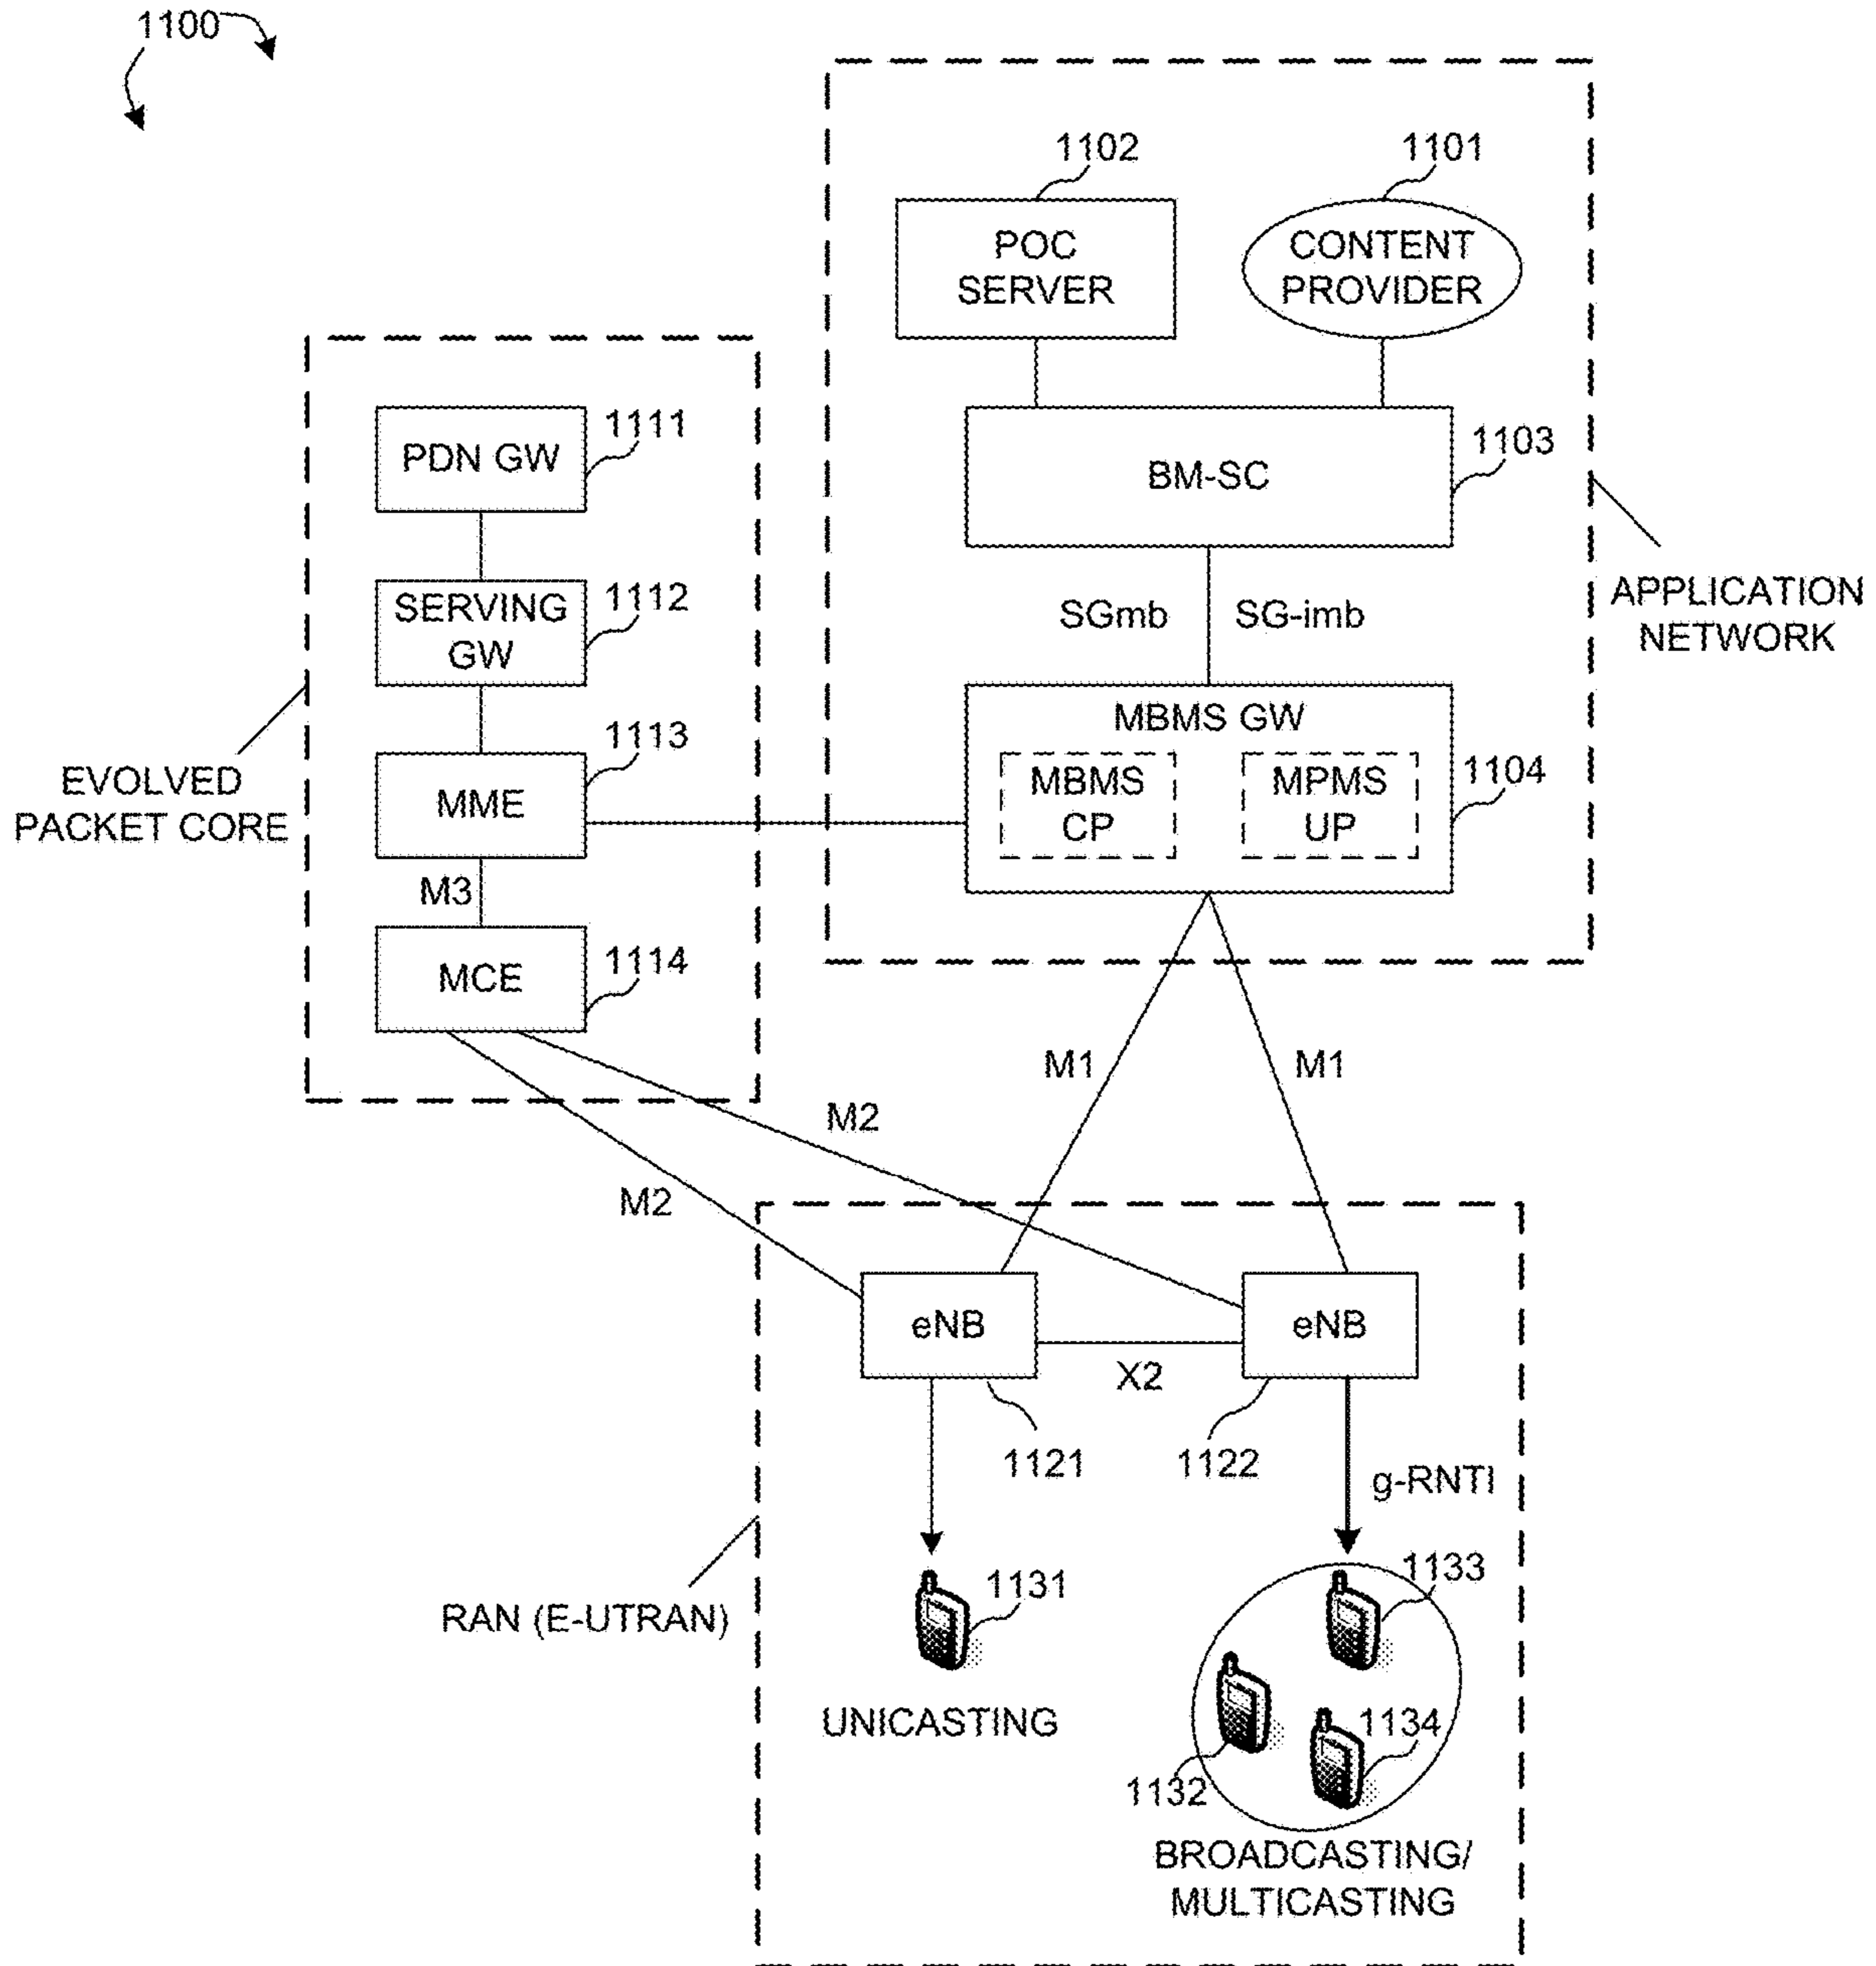 1100
1102
1101
POC
SERVER
CONTENT
PROVIDER
1111
PDN GW
1103
BM-SC
1112
SERVING
GW
SGmb
SG-imb
APPLICATION
NETWORK
1113
MME
MBMS GW
1104
MBMS
CP
MPMS
UP
EVOLVED
PACKET CORE
M3
1114
MCE
M1
M1
M2
M2
eNB
eNB
X2
1121
1122
g-RNTI
1131
1133
RAN (E-UTRAN)
UNICASTING
1134
1132
BROADCASTING/
MULTICASTING